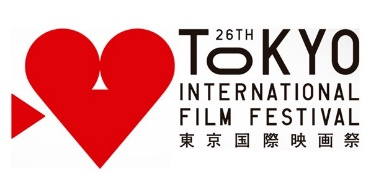 26TH
TOKYO
INTERNATIONAL
FILM FESTIVAL
東京国際映画祭